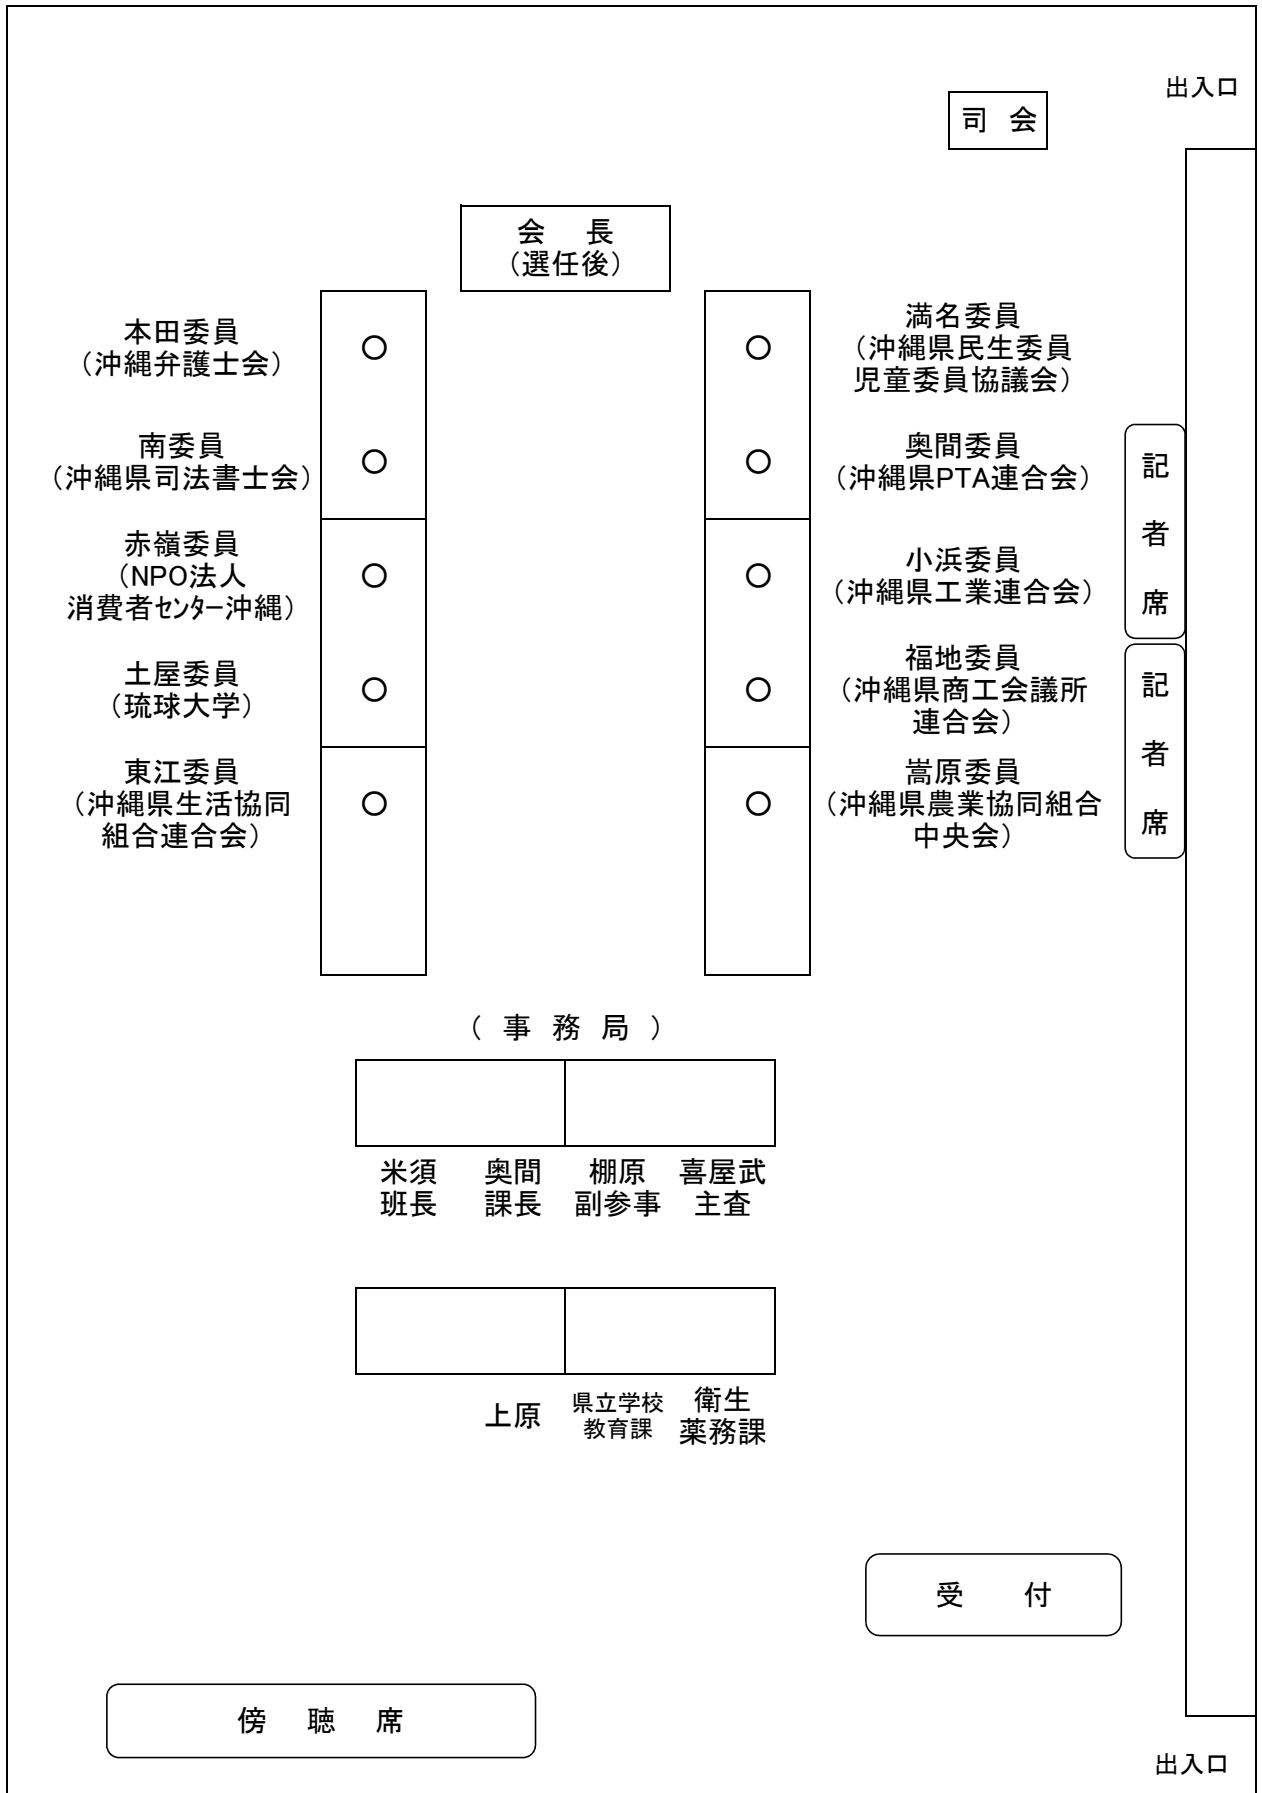 出入口
司 会
会 長
（選任後）
本田委員
（沖縄弁護士会）
南委員
（沖縄県司法書士会）
赤嶺委員
（NPO法人
消費者センター沖縄）
土屋委員
（琉球大学）
東江委員
（沖縄県生活協同
組合連合会）
満名委員
（沖縄県民生委員
児童委員協議会）
奥間委員
（沖縄県PTA連合会）
小浜委員
（沖縄県工業連合会）
福地委員
（沖縄県商工会議所
連合会）
嵩原委員
（沖縄県農業協同組合
中央会）
記者席
記者席
（ 事 務 局 ）
米須
班長
奥間
課長
棚原
副参事
喜屋武
主査
上原
県立学校
教育課
衛生
薬務課
受 付
傍 聴 席
出入口